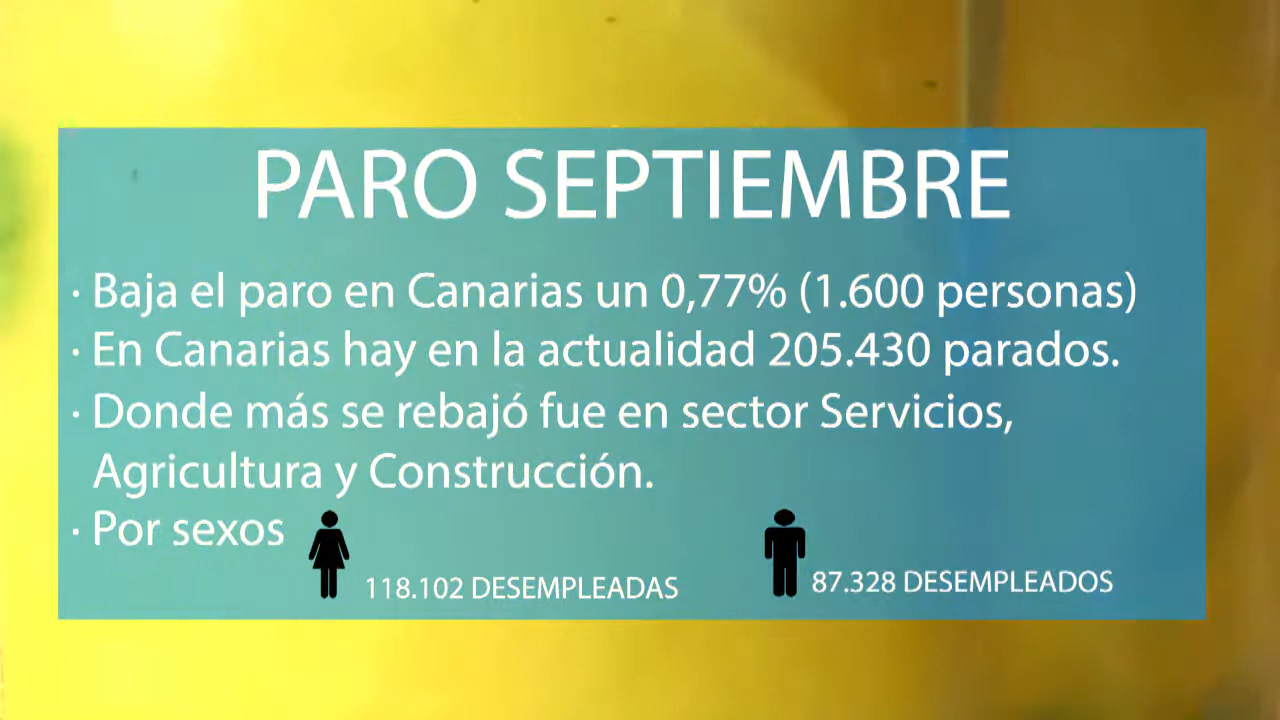 PARO SEPTIEMBRE
· Baja el paro en Canarias un 0,77% (1.600 personas)
· En Canarias hay en la actualidad 205.430 parados.
· Donde más se rebajó fue en sector Servicios,
Agricultura y Construcción.
· Por sexos
118.102 DESEMPLEADAS
87.328 DESEMPLEADOS